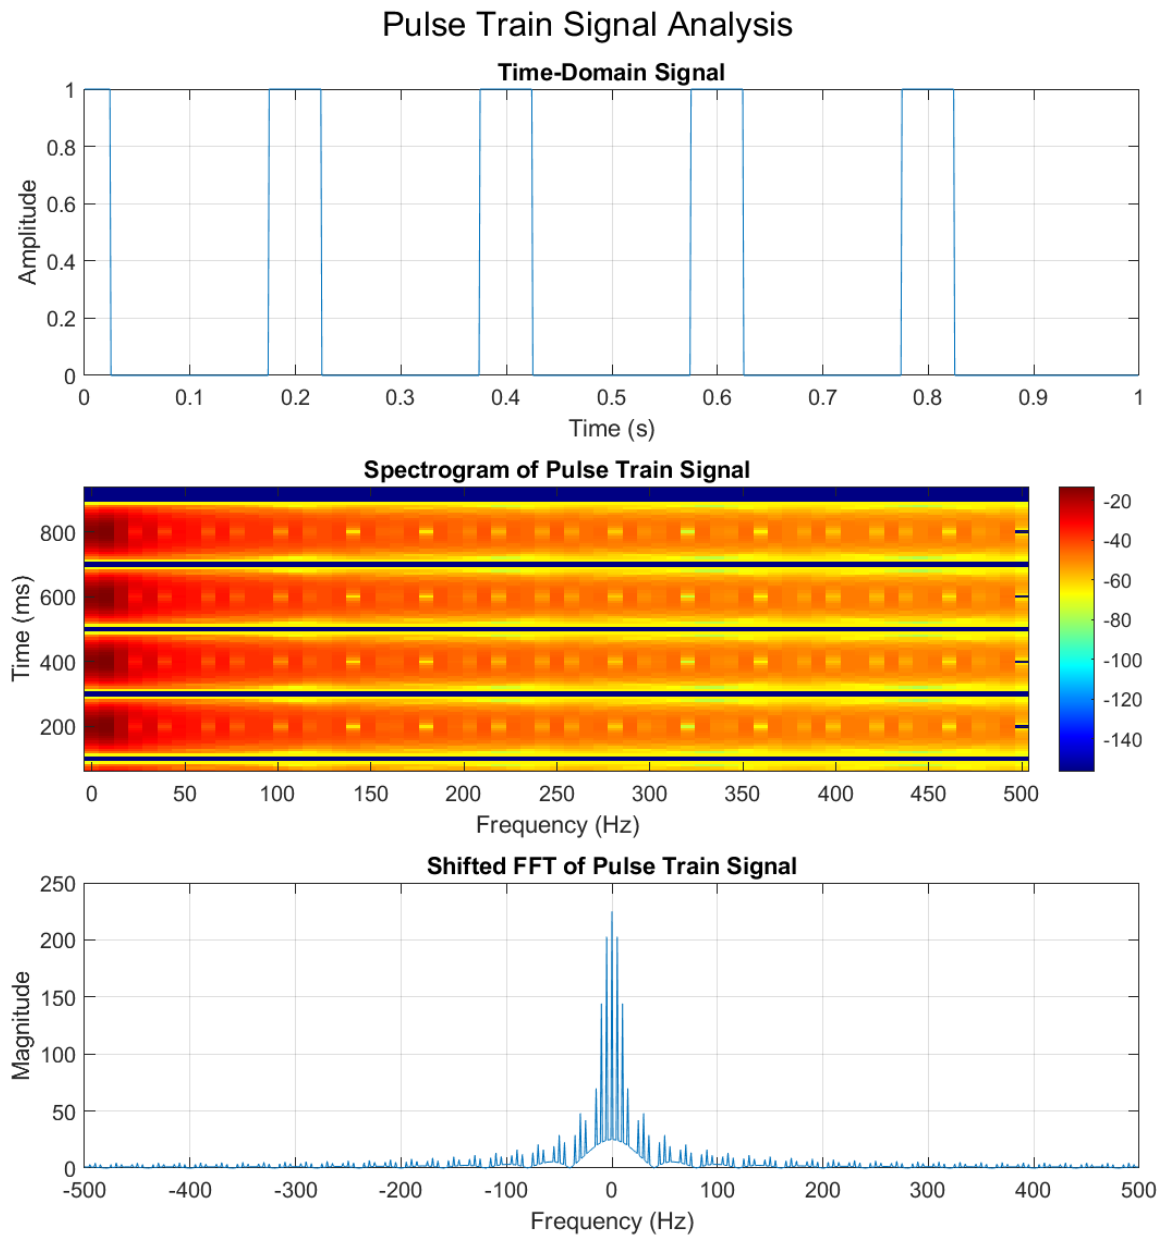 Pulse Train Signal Analysis
Time-Domain Signal
1
0.8
0.6
0.4
0.2
0
Amplitude
0 0.1 0.2 0.3 0.4 0.5 0.6 0.7 0.8 0.9 1
Time (s)
Spectrogram of Pulse Train Signal
800
600
400
200
Time (ms)
0 50 100 150 200 250 300 350 400 450 500
Frequency (Hz)
-20
-40
-60
-80
-100
-120
-140
Shifted FFT of Pulse Train Signal
250
200
150
100
50
0
Magnitude
-500 -400 -300 -200 -100 0 100 200 300 400 500
Frequency (Hz)